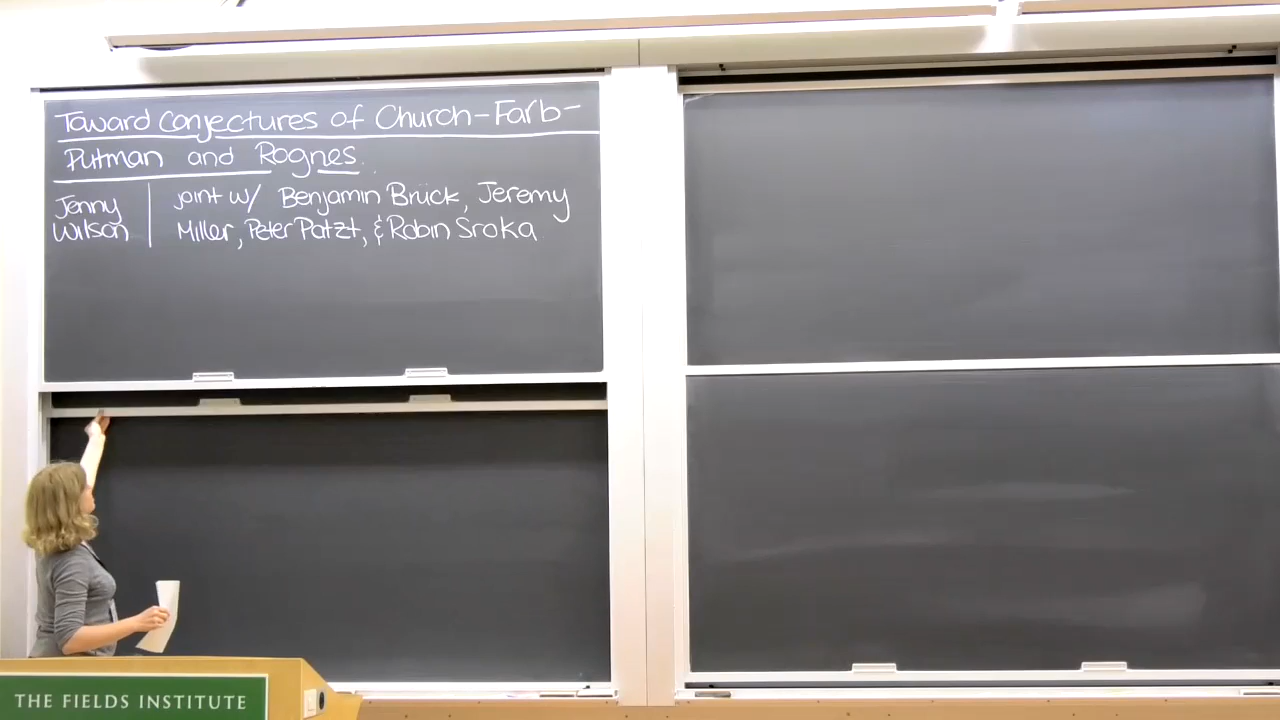 Toward Conjectures of Church-Farb-
Putman and Rognes.
Jenny Wilson
joint w/ Benjamin Brück, Jeremy
Miller, Peter Patzt, & Robin Sroka
THE FIELDS INSTITUTE